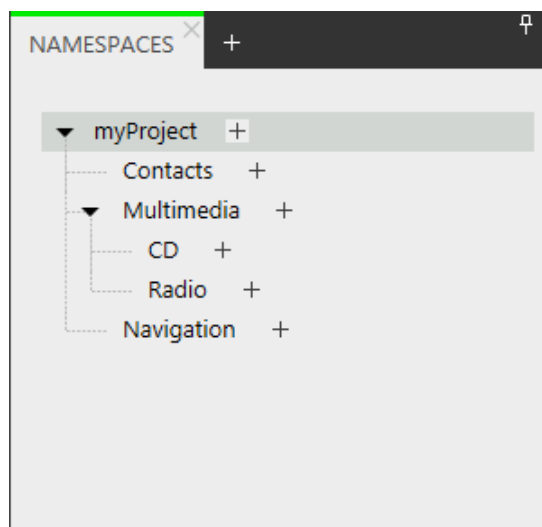 NAMESPACES
myProject
Contacts
Multimedia
CD
Radio
Navigation